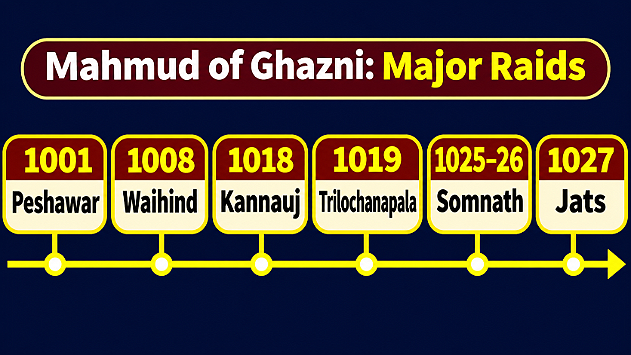 Mahmud of Ghazni: Major Raids
1001
Peshawar
1008
Waihind
1018
Kannauj
1019
Trilochanapala
1025–26
Somnath
1027
Jats